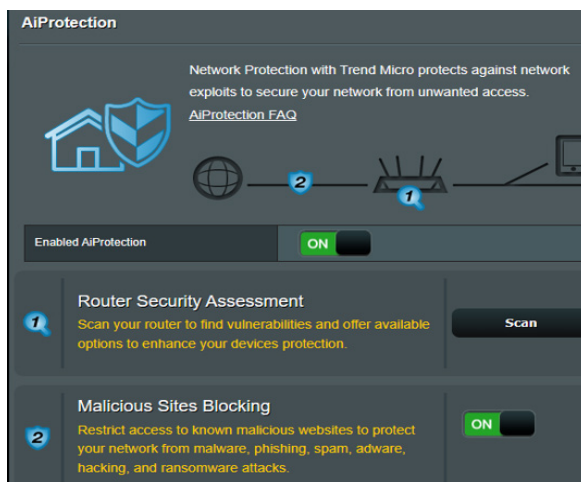 AiProtection
Network Protection with Trend Micro protects against network
exploits to secure your network from unwanted access.
AiProtection FAQ
2
1
Enabled AiProtection
ON
1
Router Security Assessment
Scan your router to find vulnerabilities and offer available
options to enhance your devices protection.
Scan
2
Malicious Sites Blocking
Restrict access to known malicious websites to protect
your network from malware, phishing, spam, adware,
hacking, and ransomware attacks.
ON